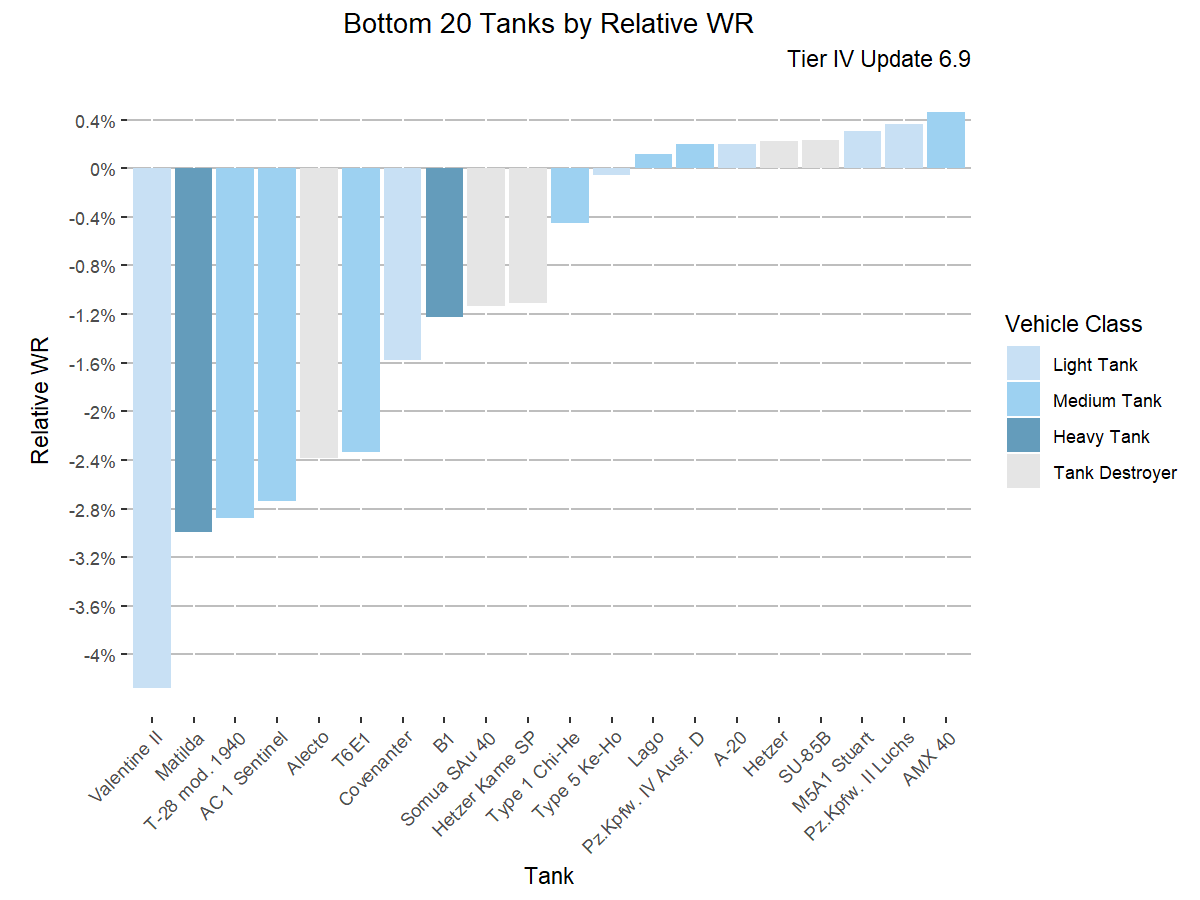 Bottom 20 Tanks by Relative WR
Tier IV Update 6.9
0.4%
0%
-0.4%
-0.8%
-1.2%
-1.6%
-2%
-2.4%
-2.8%
-3.2%
-3.6%
-4%
Relative WR
Valentine II
Matilda
T-28 mod. 1940
AC 1 Sentinel
Alecto
T6E1
Covenanter
B1
Somua SAu 40
Hetzer Kame SP
Type 1 Chi-He
Type 5 Ke-Ho
Lago
Pz.Kpfw. IV Ausf. D
A-20
Hetzer
SU-85B
M5A1 Stuart
Pz.Kpfw. II Luchs
AMX 40
Tank
Vehicle Class
Light Tank
Medium Tank
Heavy Tank
Tank Destroyer